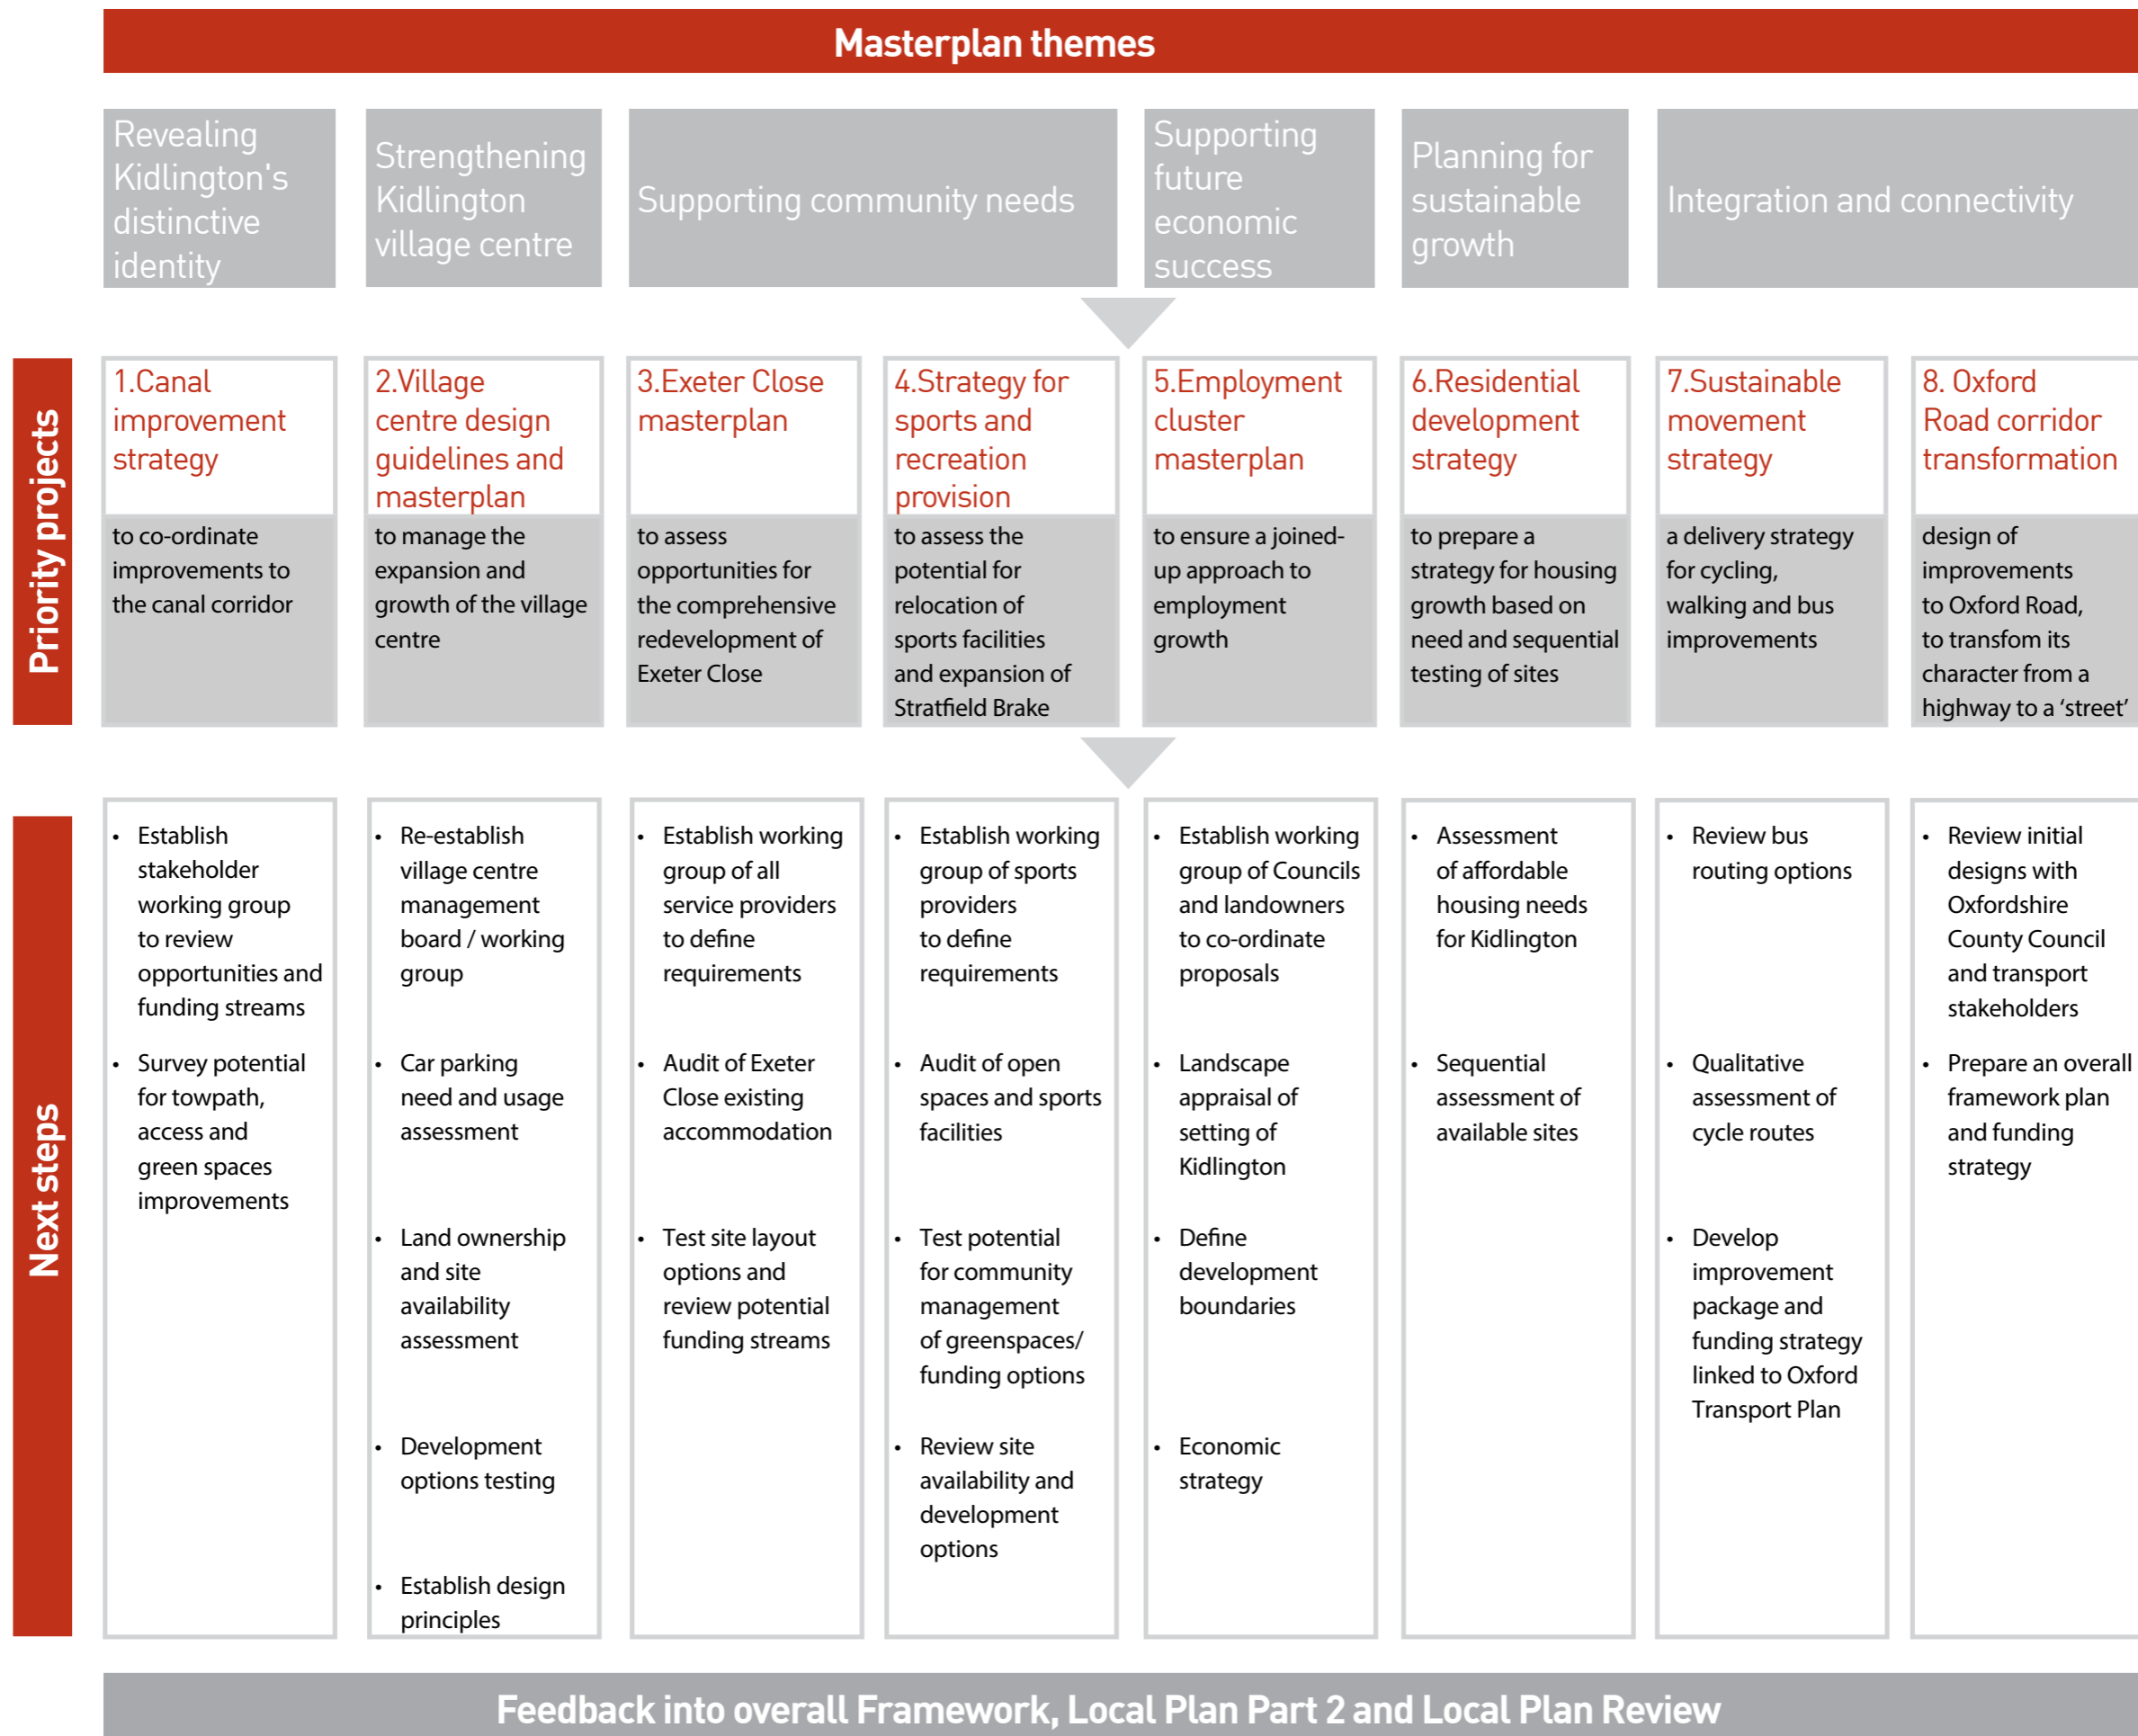 Masterplan themes
Revealing
Kidlington's
distinctive
identity
Strengthening
Kidlington
village centre
Supporting community needs
Supporting
future
economic
success
Planning for
sustainable
growth
Integration and connectivity
Priority projects
1.Canal
improvement
strategy
to co-ordinate
improvements to
the canal corridor
2.Village
centre design
guidelines and
masterplan
to manage the
expansion and
growth of the village
centre
3.Exeter Close
masterplan
to assess
opportunities for
the comprehensive
redevelopment of
Exeter Close
4.Strategy for
sports and
recreation
provision
to assess the
potential for
relocation of
sports facilities
and expansion of
Stratfield Brake
5.Employment
cluster
masterplan
to ensure a joined-
up approach to
employment
growth
6.Residential
development
strategy
to prepare a
strategy for housing
growth based on
need and sequential
testing of sites
7.Sustainable
movement
strategy
a delivery strategy
for cycling,
walking and bus
improvements
8. Oxford
Road corridor
transformation
design of
improvements
to Oxford Road,
to transfom its
character from a
highway to a ‘street’
Next steps
• Establish
stakeholder
working group
to review
opportunities and
funding streams
• Survey potential
for towpath,
access and
green spaces
improvements
• Re-establish
village centre
management
board / working
group
• Car parking
need and usage
assessment
• Land ownership
and site
availability
assessment
• Development
options testing
• Establish design
principles
• Establish working
group of all
service providers
to define
requirements
• Audit of Exeter
Close existing
accommodation
• Test site layout
options and
review potential
funding streams
• Establish working
group of sports
providers
to define
requirements
• Audit of open
spaces and sports
facilities
• Test potential
for community
management
of greenspaces/
funding options
• Review site
availability and
development
options
• Establish working
group of Councils
and landowners
to co-ordinate
proposals
• Landscape
appraisal of
setting of
Kidlington
• Define
development
boundaries
• Economic
strategy
• Assessment
of affordable
housing needs
for Kidlington
• Sequential
assessment of
available sites
• Review bus
routing options
• Qualitative
assessment of
cycle routes
• Develop
improvement
package and
funding strategy
linked to Oxford
Transport Plan
• Review initial
designs with
Oxfordshire
County Council
and transport
stakeholders
• Prepare an overall
framework plan
and funding
strategy
Feedback into overall Framework, Local Plan Part 2 and Local Plan Review